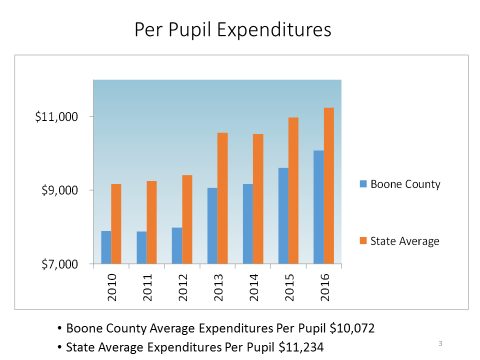 Per Pupil Expenditures
$11,000
$9,000
$7,000
2010
2011
2012
2013
2014
2015
2016
Boone County
State Average
• Boone County Average Expenditures Per Pupil $10,072
• State Average Expenditures Per Pupil $11,234
3